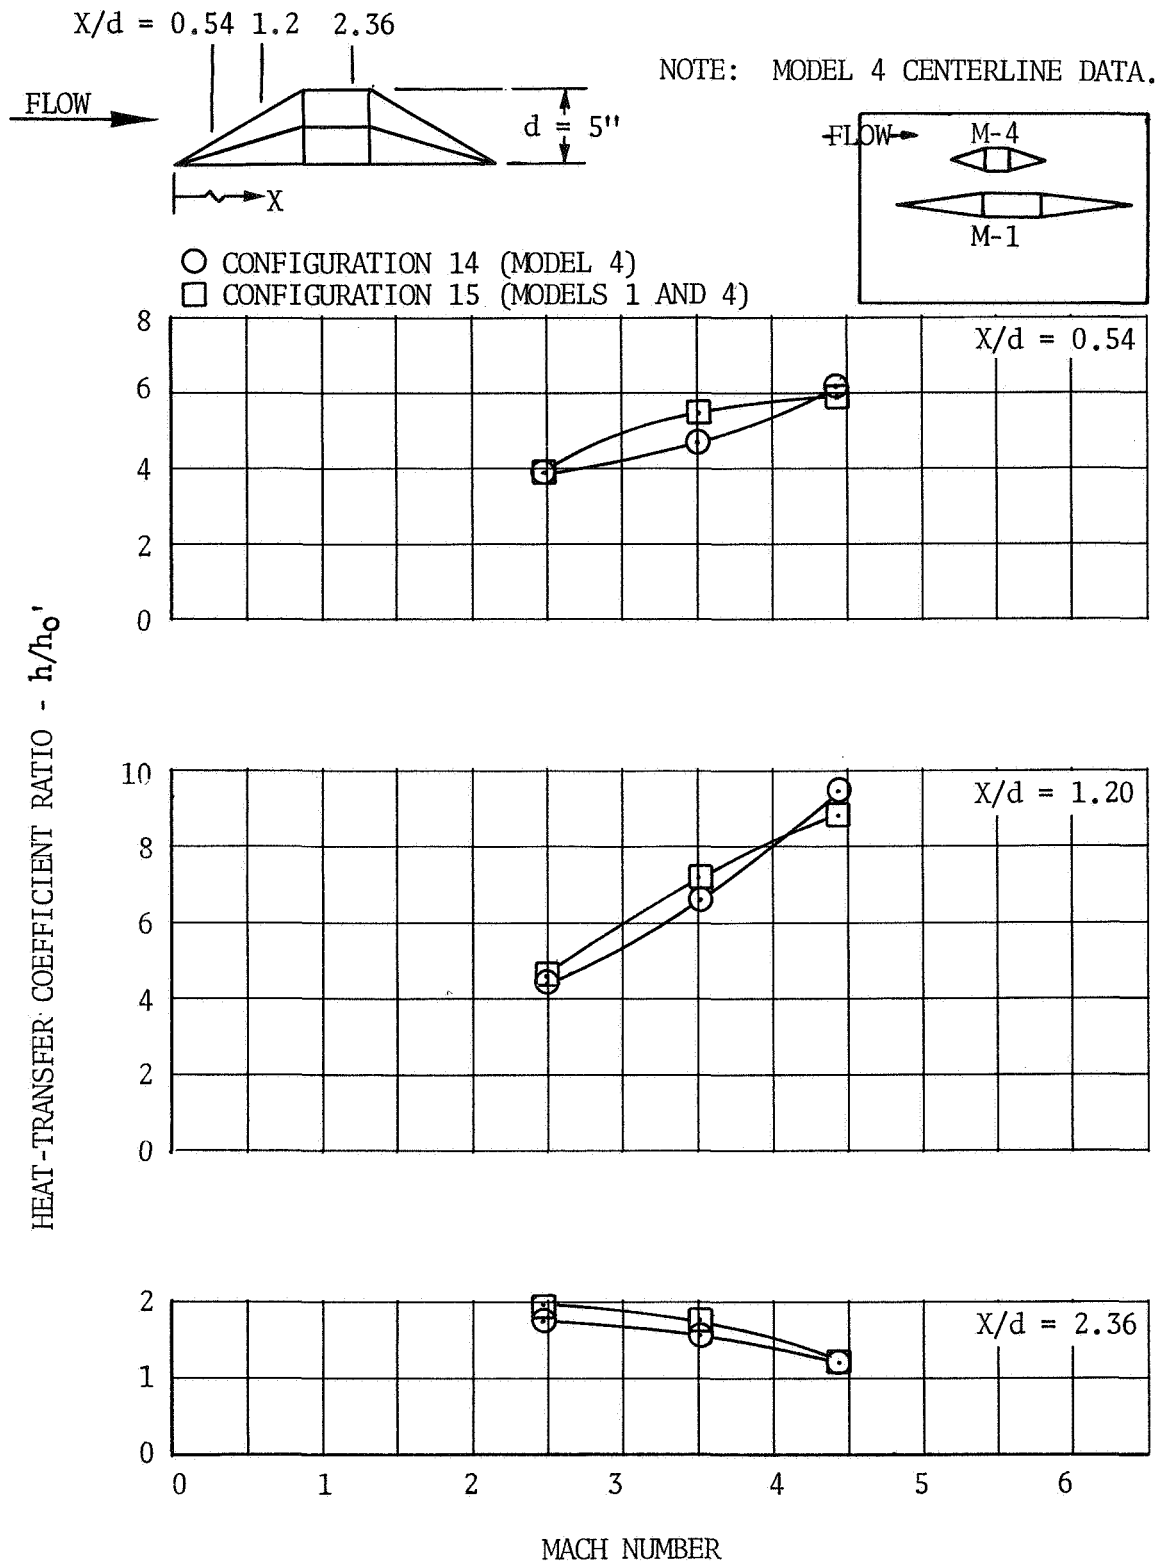 X/d = 0.54 1.2 2.36
NOTE: MODEL 4 CENTERLINE DATA.
FLOW
d = 5"
X
FLOW
M-4
M-1
CONFIGURATION 14 (MODEL 4)
CONFIGURATION 15 (MODELS 1 AND 4)
HEAT-TRANSFER COEFFICIENT RATIO - h/ho'
8
6
4
2
0
X/d = 0.54
10
8
6
4
2
0
X/d = 1.20
2
1
0
X/d = 2.36
0 1 2 3 4 5 6
MACH NUMBER